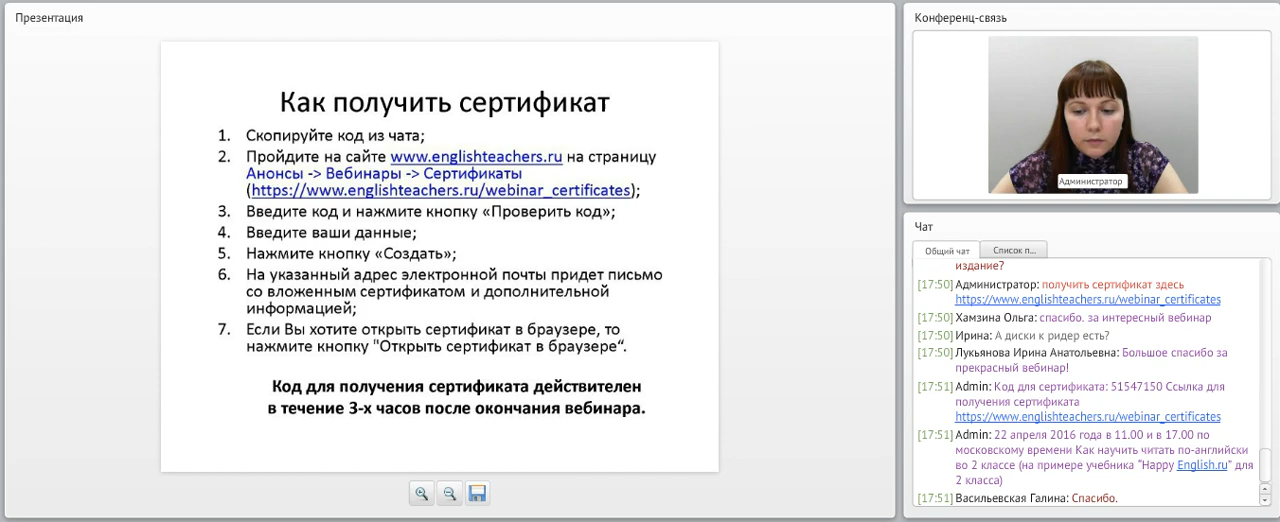 Презентация
Как получить сертификат
1. Скопируйте код из чата;
2. Пройдите на сайте www.englishteachers.ru на страницу
Анонсы -> Вебинары -> Сертификаты
(https://www.englishteachers.ru/webinar_certificates);
3. Введите код и нажмите кнопку «Проверить код»;
4. Введите ваши данные;
5. Нажмите кнопку «Создать»;
6. На указанный адрес электронной почты придет письмо
со вложенным сертификатом и дополнительной
информацией;
7. Если Вы хотите открыть сертификат в браузере, то
нажмите кнопку "Открыть сертификат в браузере“.
Код для получения сертификата действителен
в течение 3-х часов после окончания вебинара.
Конференц-связь
Администратор
Чат
Общий чат
Список п...
издание?
[17:50] Администратор: получить сертификат здесь
https://www.englishteachers.ru/webinar_certificates
[17:50] Хамзина Ольга: спасибо. за интересный вебинар
[17:50] Ирина: А диски к ридер есть?
[17:50] Лукьянова Ирина Анатольевна: Большое спасибо за
прекрасный вебинар!
[17:51] Admin: Код для сертификата: 51547150 Ссылка для
получения сертификата
https://www.englishteachers.ru/webinar_certificates
[17:51] Admin: 22 апреля 2016 года в 11.00 и в 17.00 по
московскому времени Как научить читать по-английски
во 2 классе (на примере учебника "Happy English.ru" для
2 класса)
[17:51] Васильевская Галина: Спасибо.